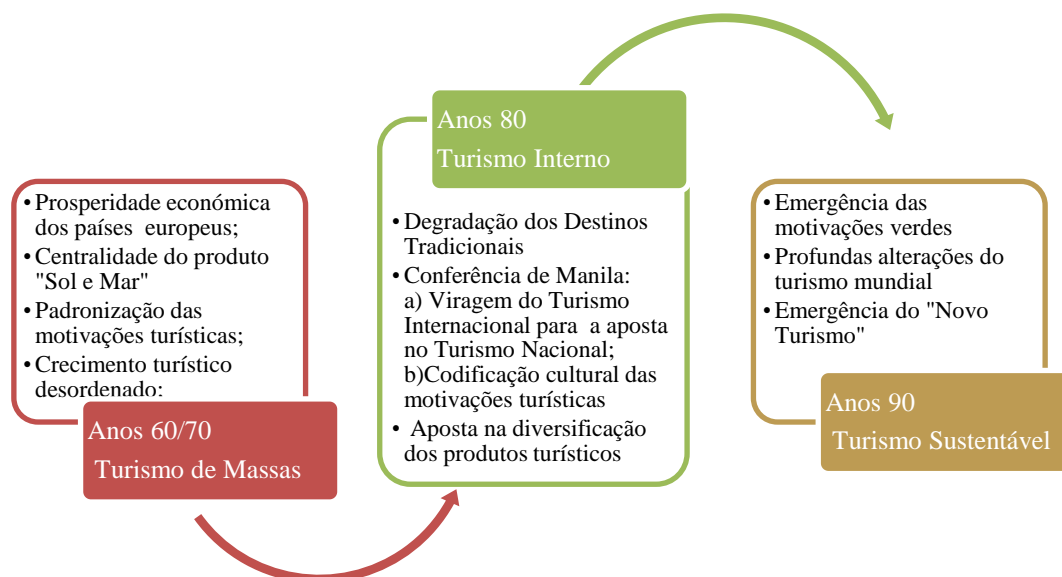 • Prosperidade económica
dos países europeus;
• Centralidade do produto
"Sol e Mar"
• Padronização das
motivações turísticas;
• Crecimento turístico
desordenado;
Anos 60/70
Turismo de Massas
Anos 80
Turismo Interno
• Degradação dos Destinos
Tradicionais
• Conferência de Manila:
a) Viragem do Turismo
Internacional para a aposta
no Turismo Nacional;
b)Codificação cultural das
motivações turísticas
• Aposta na diversificação
dos produtos turísticos
• Emergência das
motivações verdes
• Profundas alterações do
turismo mundial
• Emergência do "Novo
Turismo"
Anos 90
Turismo Sustentável